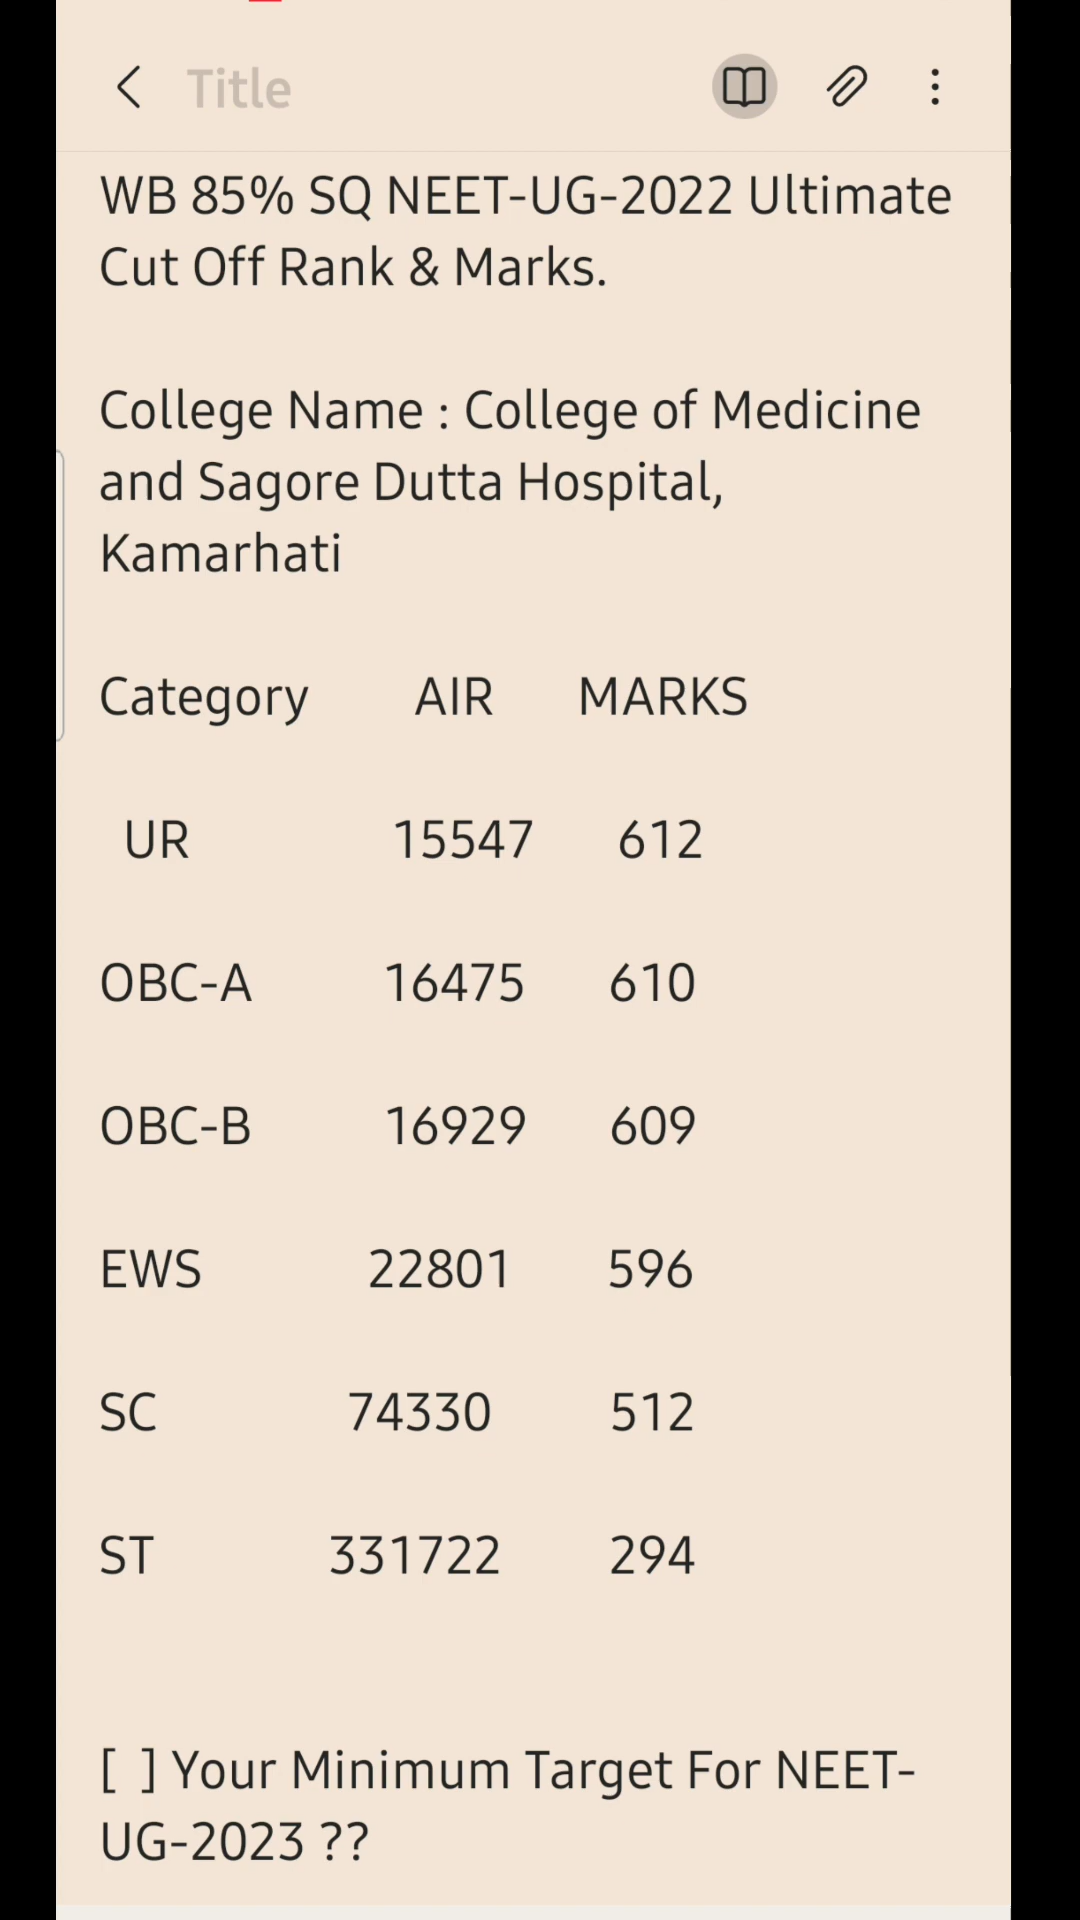 Title
WB 85% SQ NEET-UG-2022 Ultimate
Cut Off Rank & Marks.
College Name : College of Medicine
and Sagore Dutta Hospital,
Kamarhati
Category AIR MARKS
UR 15547 612
OBC-A 16475 610
OBC-B 16929 609
EWS 22801 596
SC 74330 512
ST 331722 294
[ ] Your Minimum Target For NEET-
UG-2023 ??